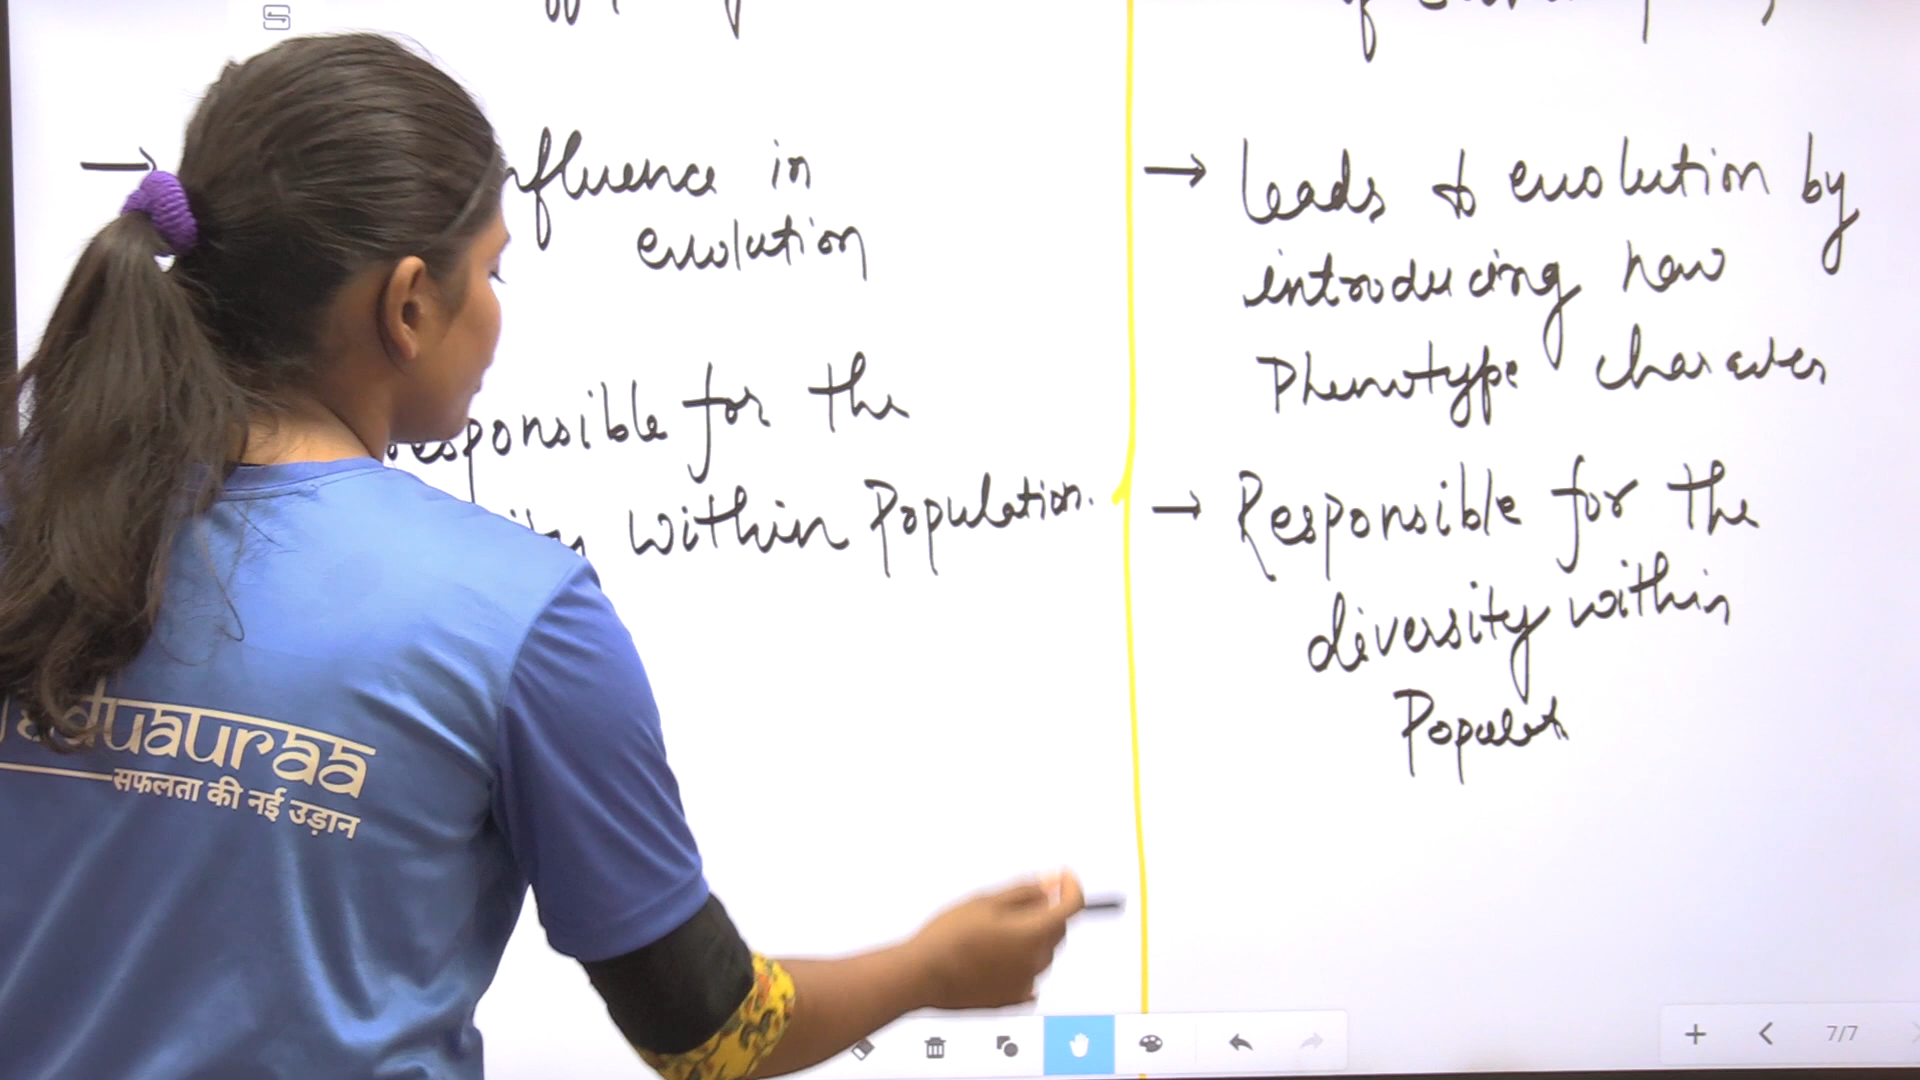 influence in
evolution
responsible for the
within Population.
→ leads to evolution by
introducing new
Phenotype character
→ Responsible for the
diversity within
Populat
eduauraa
सफलता की नई उड़ान
7/7